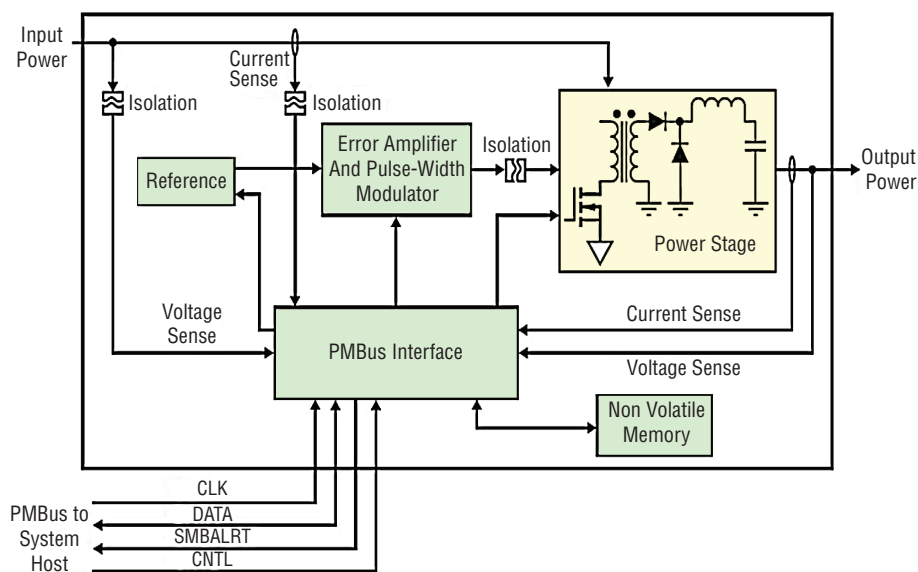 Input
Power
Current
Sense
Isolation
Isolation
Error Amplifier
And Pulse-Width
Modulator
Isolation
Reference
Power Stage
Output
Power
Voltage
Sense
PMBus Interface
Current Sense
Voltage Sense
Non Volatile
Memory
PMBus to
System
Host
CLK
DATA
SMBALRT
CNTL